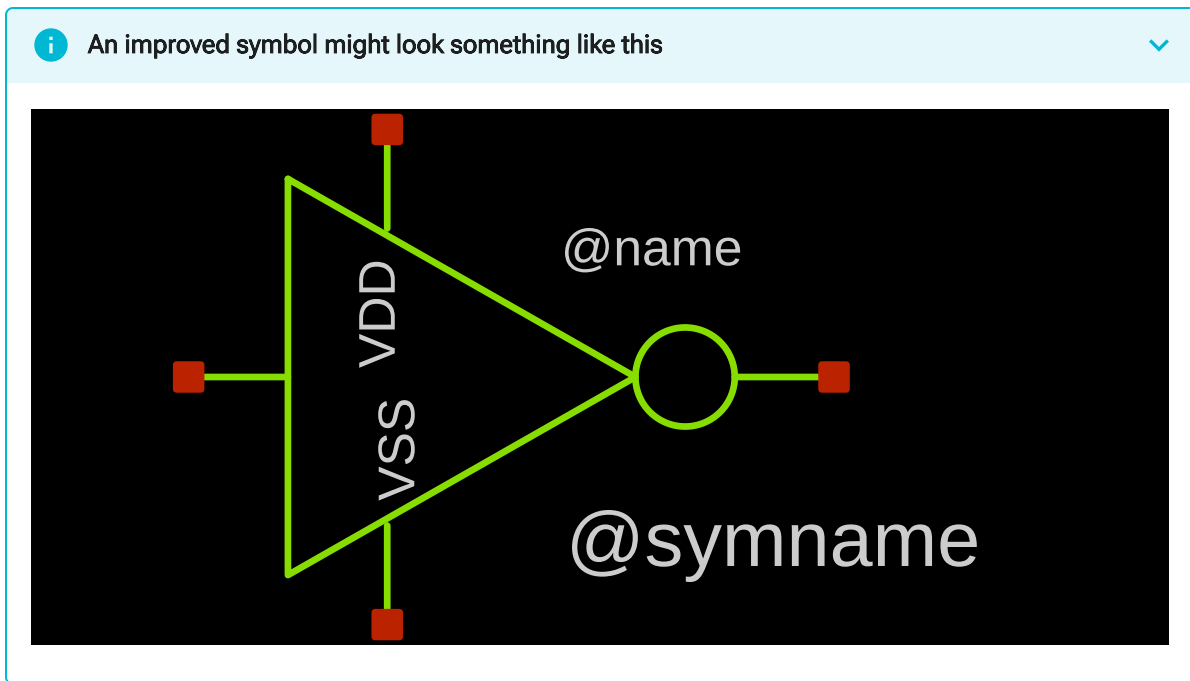 An improved symbol might look something like this
@name
VDD
VSS
@symname